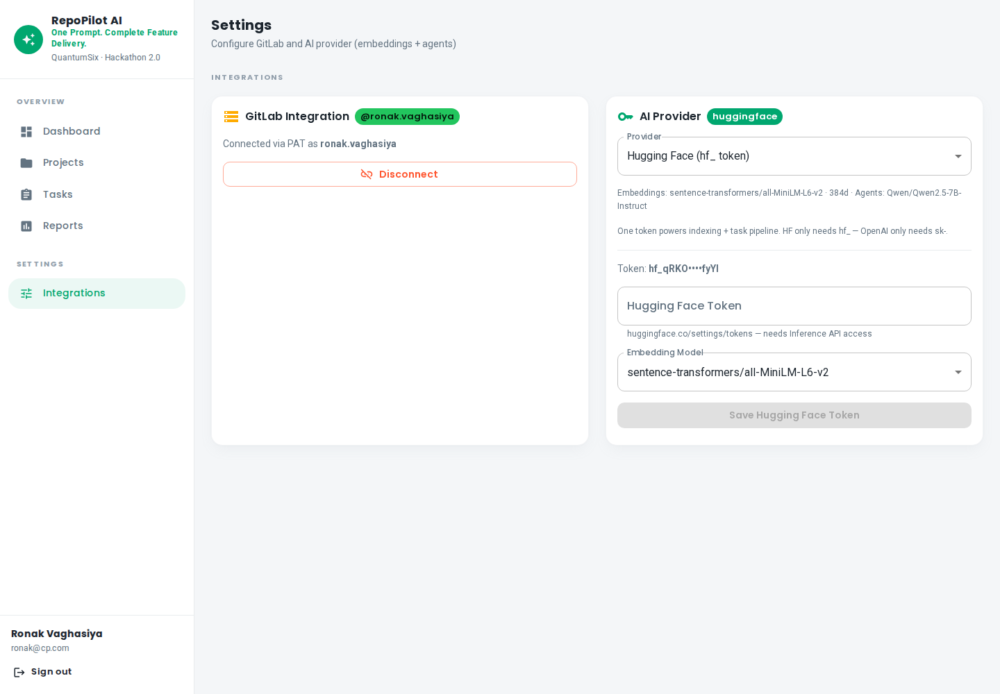 RepoPilot AI
One Prompt. Complete Feature
Delivery.
QuantumSix · Hackathon 2.0
OVERVIEW
Dashboard
Projects
Tasks
Reports
SETTINGS
Integrations
Ronak Vaghasiya
ronak@cp.com
Sign out
Settings
Configure GitLab and AI provider (embeddings + agents)
INTEGRATIONS
GitLab Integration @ronak.vaghasiya
Connected via PAT as ronak.vaghasiya
Disconnect
AI Provider huggingface
Provider
Hugging Face (hf_ token)
Embeddings: sentence-transformers/all-MiniLM-L6-v2 · 384d · Agents: Qwen/Qwen2.5-7B-
Instruct
One token powers indexing + task pipeline. HF only needs hf_ — OpenAI only needs sk-.
Token: hf_qRKO••••fyYl
Hugging Face Token
huggingface.co/settings/tokens — needs Inference API access
Embedding Model
sentence-transformers/all-MiniLM-L6-v2
Save Hugging Face Token